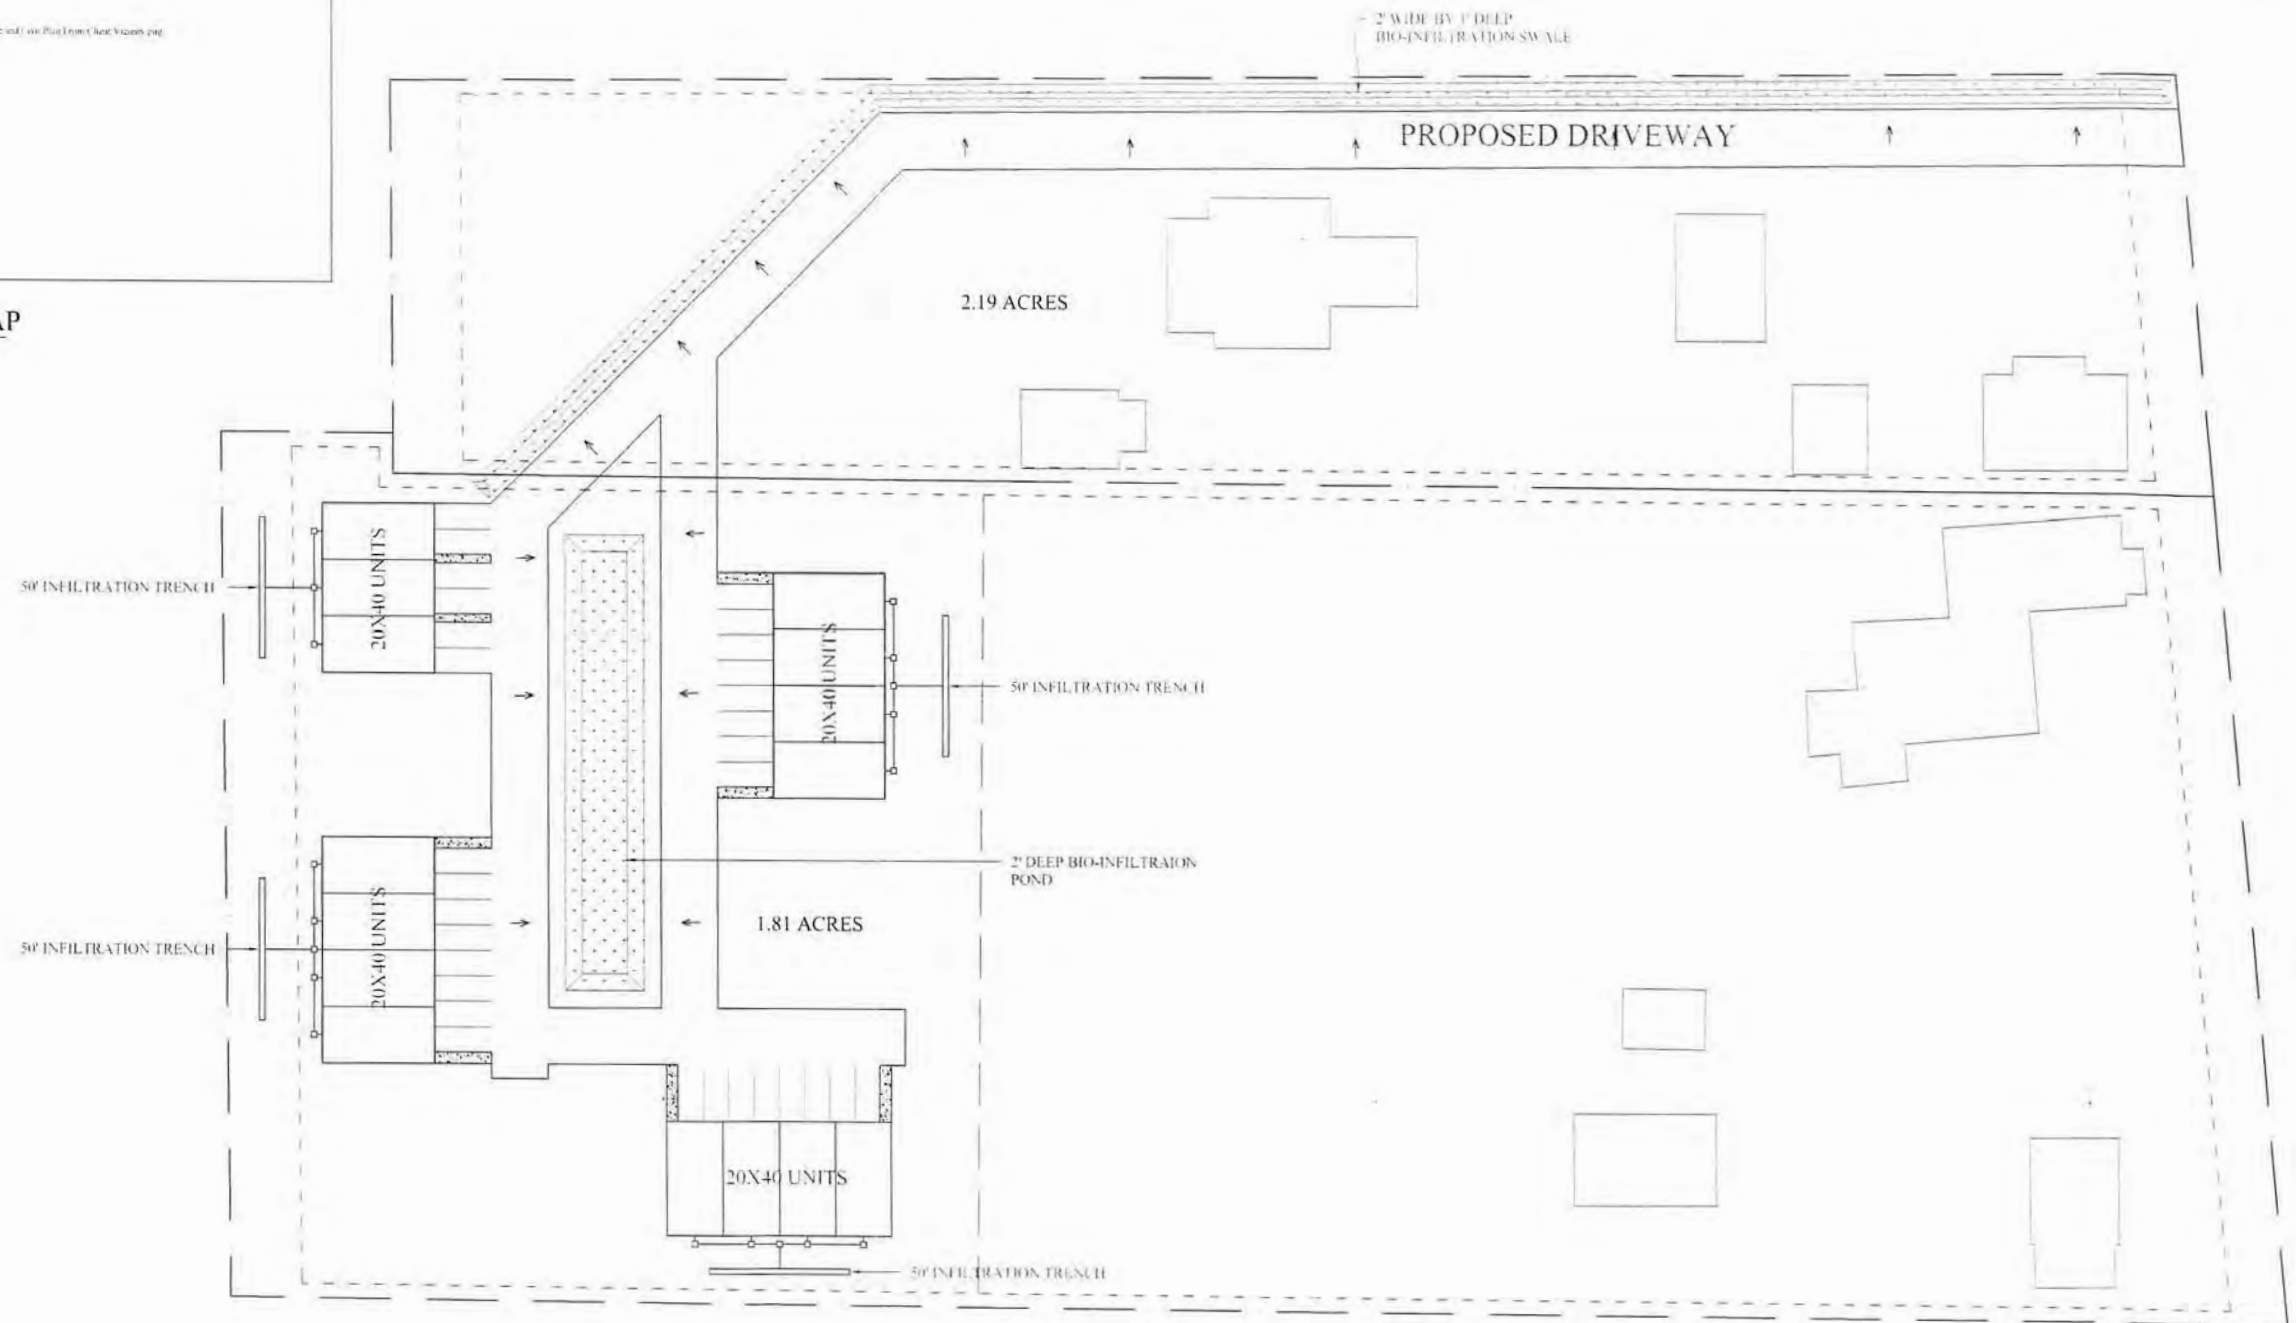 2' WIDE BY 1' DEEP
BIO-INFILTRATION SWALE
PROPOSED DRIVEWAY
2.19 ACRES
AP
20X40 UNITS
50' INFILTRATION TRENCH
20X40 UNITS
50' INFILTRATION TRENCH
2' DEEP BIO-INFILTRAION
POND
1.81 ACRES
20X40 UNITS
50' INFILTRATION TRENCH
20X40 UNITS
50' INFILTRATION TRENCH